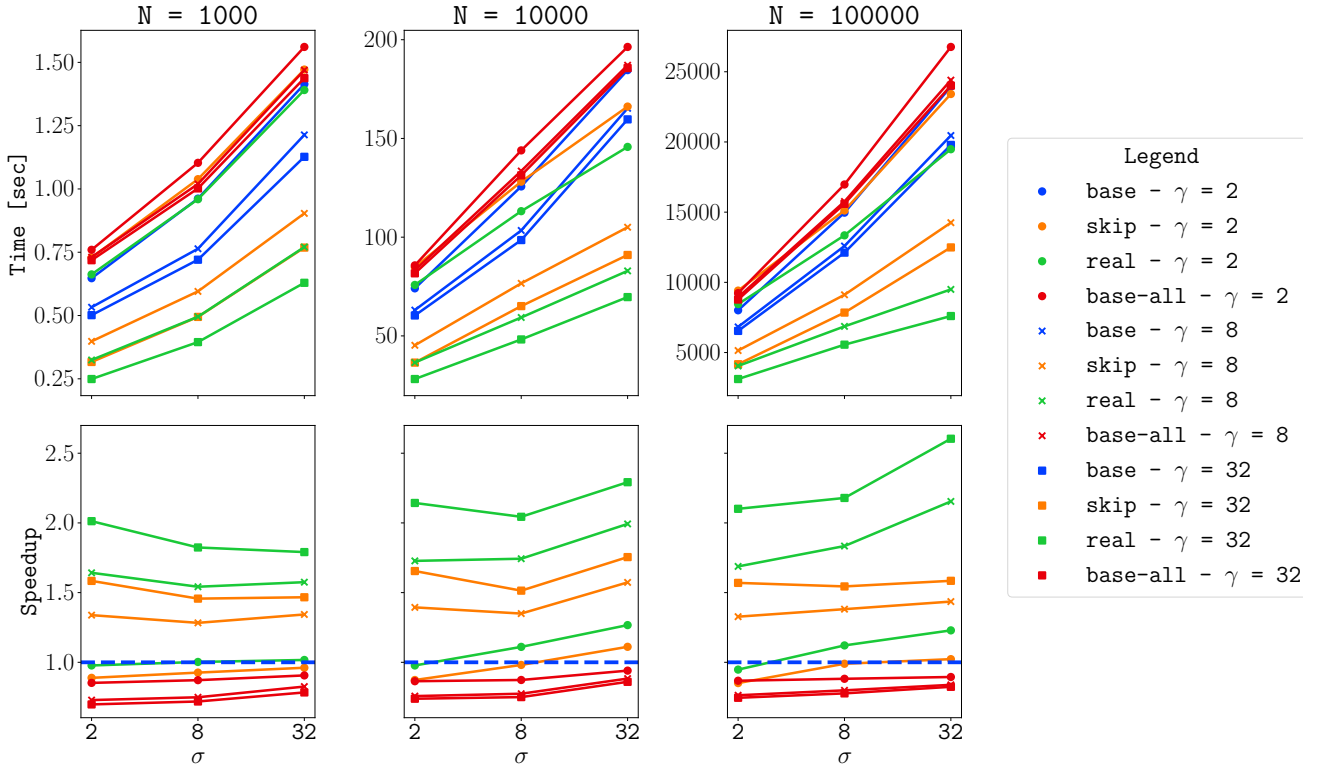 N = 1000
N = 10000
N = 100000
Time [sec]
1.50
1.25
1.00
0.75
0.50
0.25
200
150
100
50
25000
20000
15000
10000
5000
Speedup
2.5
2.0
1.5
1.0
2 8 32
σ
2 8 32
σ
2 8 32
σ
Legend
base - γ = 2
skip - γ = 2
real - γ = 2
base-all - γ = 2
base - γ = 8
skip - γ = 8
real - γ = 8
base-all - γ = 8
base - γ = 32
skip - γ = 32
real - γ = 32
base-all - γ = 32